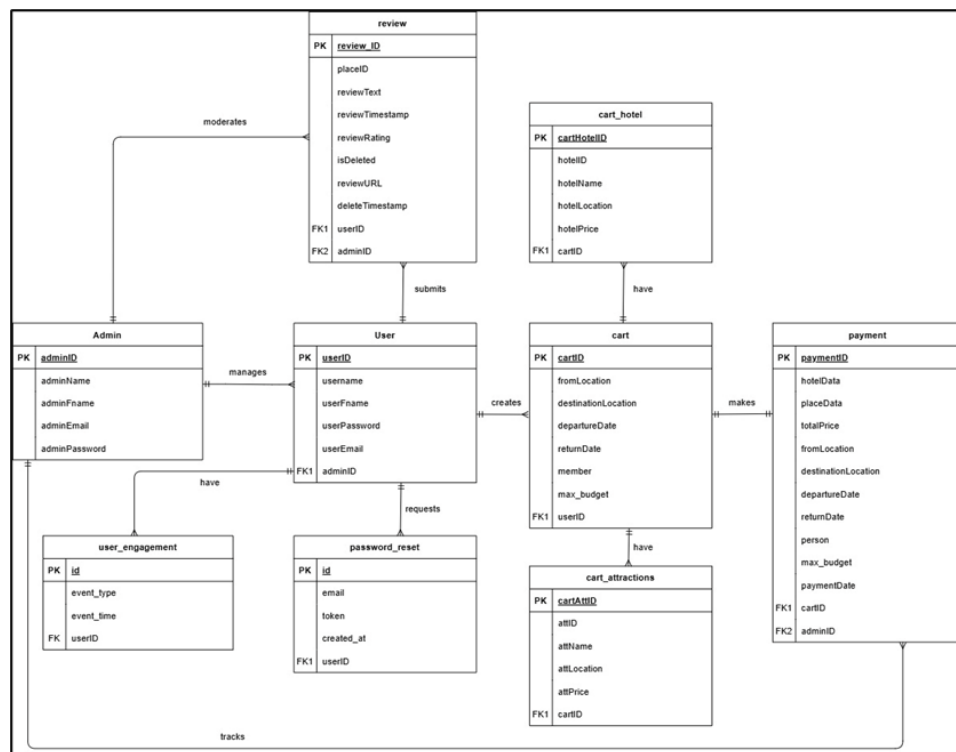 review
PK review_ID
placeID
reviewText
reviewTimestamp
reviewRating
isDeleted
reviewURL
deleteTimestamp
FK1 userID
FK2 adminID
moderates
cart_hotel
PK cartHotelID
hotelID
hotelName
hotelLocation
hotelPrice
FK1 cartID
submits
have
Admin
PK adminID
adminName
adminFname
adminEmail
adminPassword
manages
User
PK userID
username
userFname
userPassword
userEmail
FK1 adminID
creates
cart
PK cartID
fromLocation
destinationLocation
departureDate
returnDate
member
max_budget
FK1 userID
makes
payment
PK paymentID
hotelData
placeData
totalPrice
fromLocation
destinationLocation
departureDate
returnDate
person
max_budget
paymentDate
FK1 cartID
FK2 adminID
have
requests
have
user_engagement
PK id
event_type
event_time
FK userID
password_reset
PK id
email
token
created_at
FK1 userID
cart_attractions
PK cartAttID
attID
attName
attLocation
attPrice
FK1 cartID
tracks